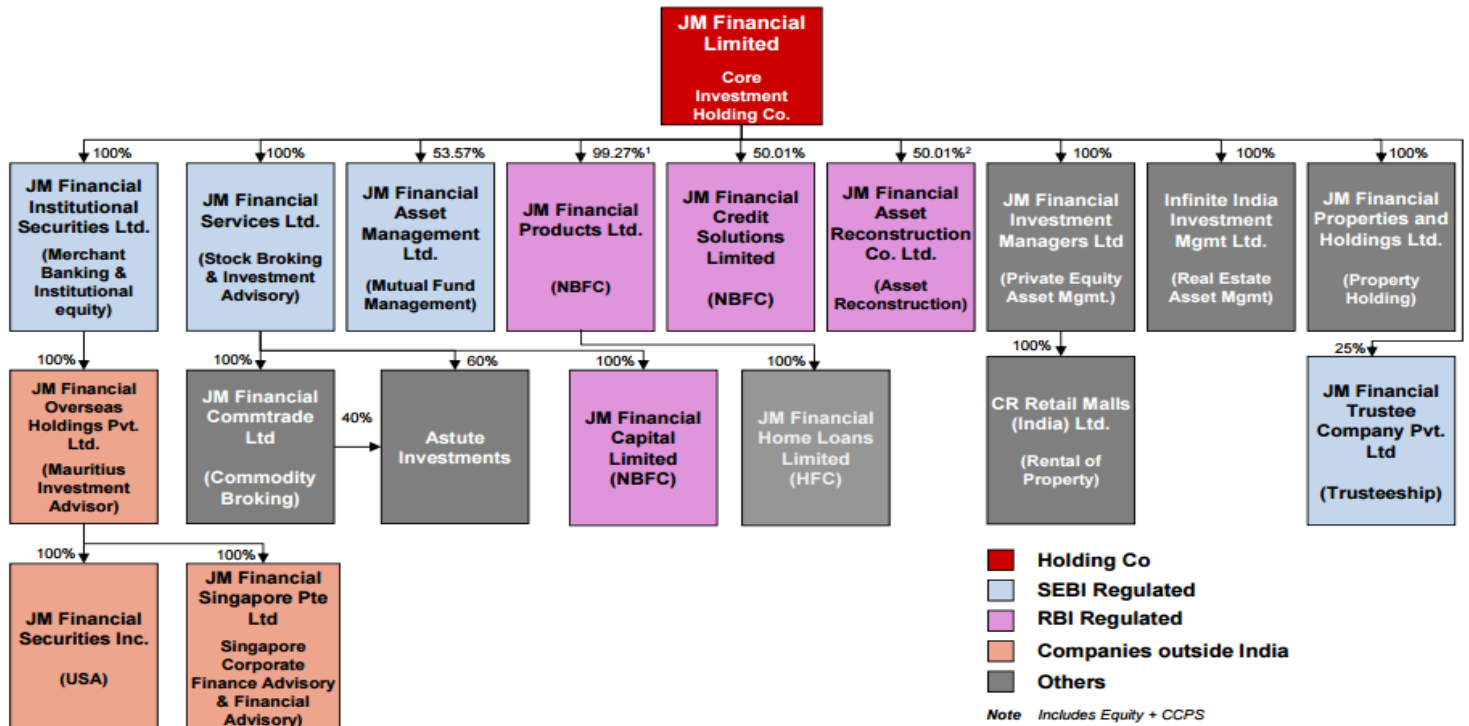 JM Financial
Limited
Core
Investment
Holding Co.
100%
100%
53.57%
99.27%¹
50.01%
50.01%²
100%
100%
100%
JM Financial
Institutional
Securities Ltd.
(Merchant
Banking &
Institutional
equity)
JM Financial
Services Ltd.
(Stock Broking
& Investment
Advisory)
JM Financial
Asset
Management
Ltd.
(Mutual Fund
Management)
JM Financial
Products Ltd.
(NBFC)
JM Financial
Credit
Solutions
Limited
(NBFC)
JM Financial
Asset
Reconstruction
Co. Ltd.
(Asset
Reconstruction)
JM Financial
Investment
Managers Ltd
(Private Equity
Asset Mgmt.)
Infinite India
Investment
Mgmt Ltd.
(Real Estate
Asset Mgmt)
JM Financial
Properties and
Holdings Ltd.
(Property
Holding)
100%
100%
60%
100%
100%
100%
25%
JM Financial
Overseas
Holdings Pvt.
Ltd.
(Mauritius
Investment
Advisor)
JM Financial
Commtrade
Ltd
(Commodity
Broking)
40%
Astute
Investments
JM Financial
Capital
Limited
(NBFC)
JM Financial
Home Loans
Limited
(HFC)
CR Retail Malls
(India) Ltd.
(Rental of
Property)
JM Financial
Trustee
Company Pvt.
Ltd
(Trusteeship)
100%
100%
JM Financial
Securities Inc.
(USA)
JM Financial
Singapore Pte
Ltd
Singapore
Corporate
Finance Advisory
& Financial
Advisory)
Holding Co
SEBI Regulated
RBI Regulated
Companies outside India
Others
Note Includes Equity + CCPS